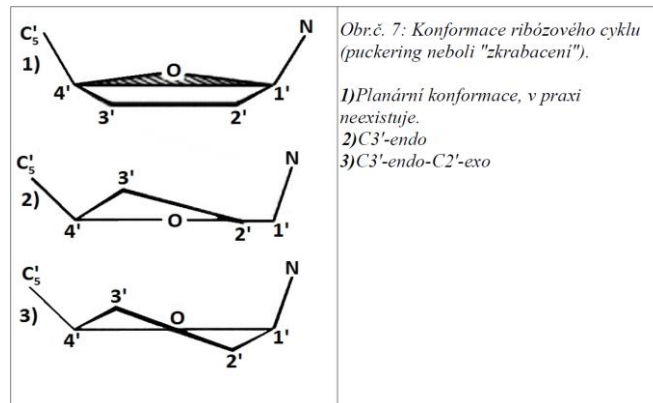 C'5
N
1)
O
4'
1'
3'
2'
C'5
N
3'
2)
4'
O
2'
1'
C'5
N
3'
O
3)
4'
1'
2'
Obr.č. 7: Konformace ribózového cyklu
(puckering neboli "zkrabacení").
1)Planární konformace, v praxi
neexistuje.
2)C3'-endo
3)C3'-endo-C2'-exo